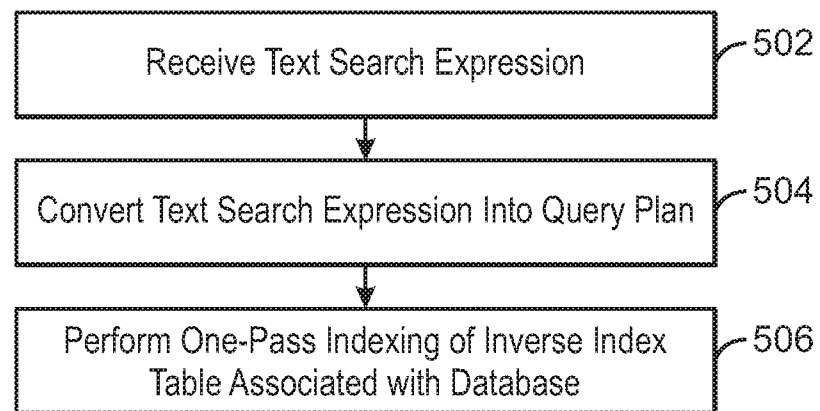 Receive Text Search Expression
502
Convert Text Search Expression Into Query Plan
504
Perform One-Pass Indexing of Inverse Index
Table Associated with Database
506